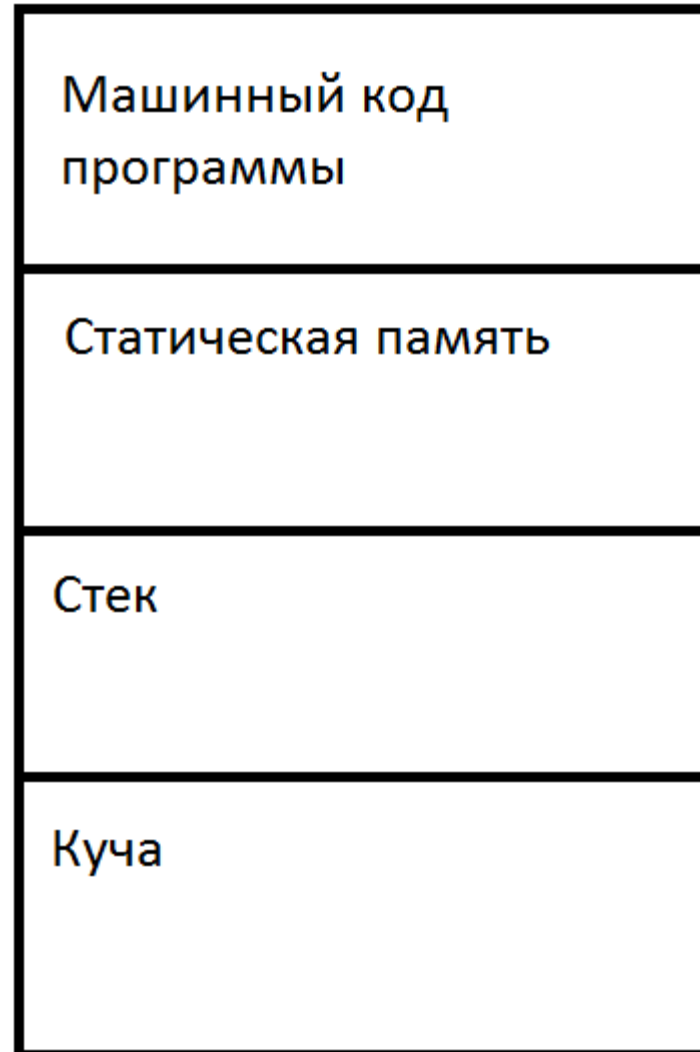 Машинный код
программы
Статическая память
Стек
Куча